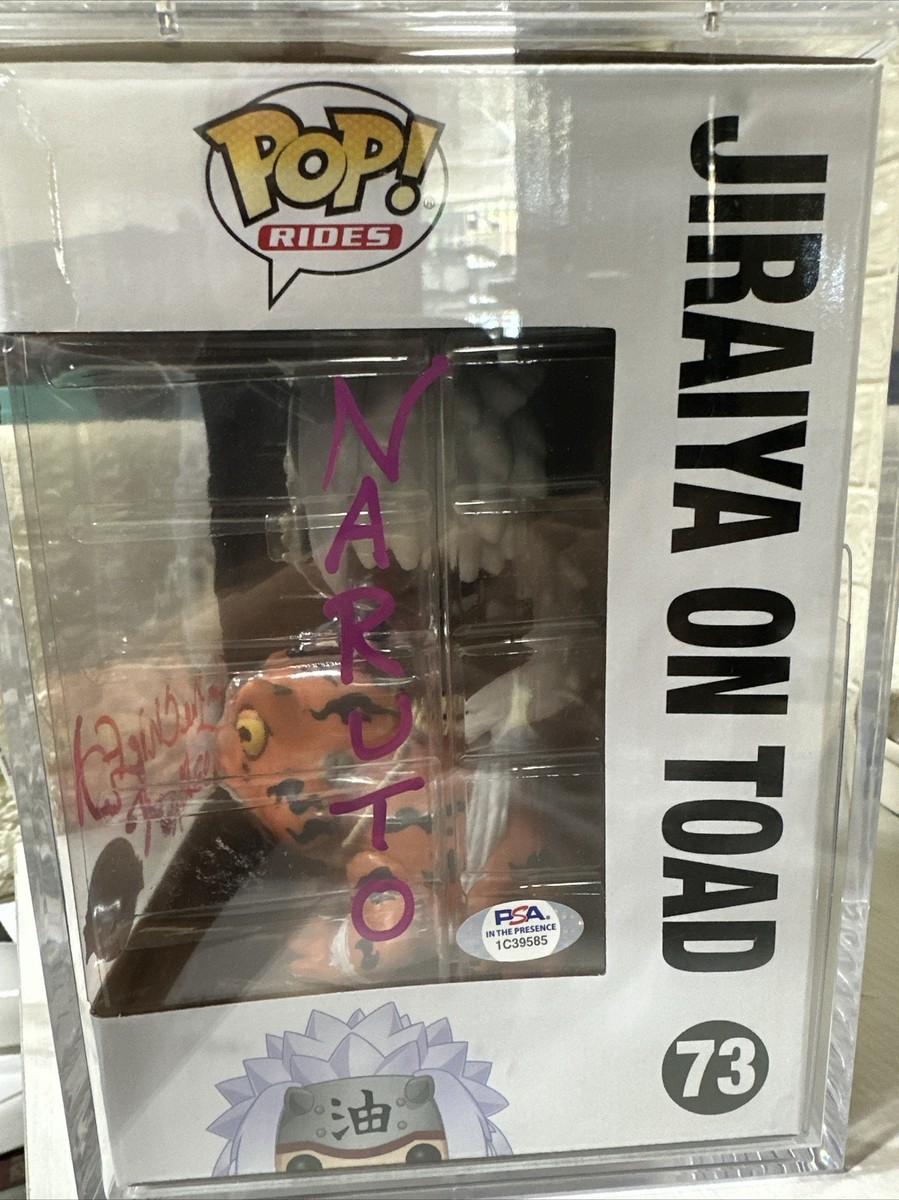 POP!®
RIDES
JIRAIYA ON TOAD
NARUTO
PSA®
IN THE PRESENCE
1C39585
73
油